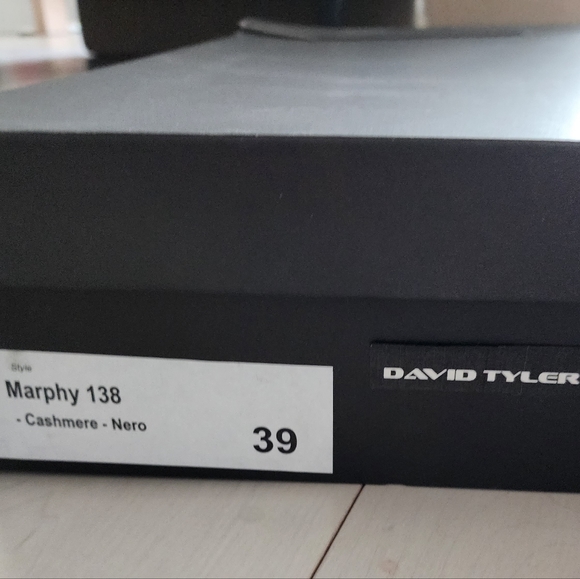 Style
Marphy 138
- Cashmere - Nero
39
DAVID TYLER